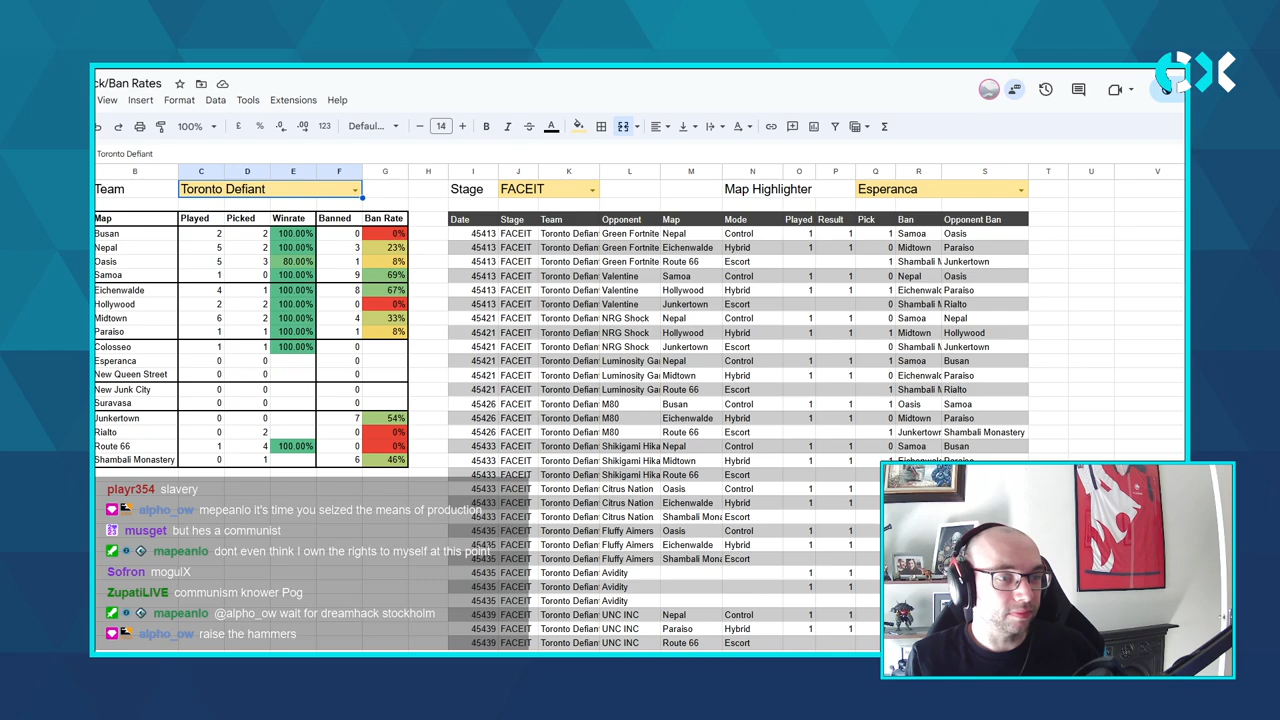 ck/Ban Rates
View Insert Format Data Tools Extensions Help
100% £ % .0 .00 123 Defaul... − 14 + B I A Σ
Toronto Defiant
B C D E F G H I J K L M N O P Q R S T U V
Team Toronto Defiant Stage FACEIT Map Highlighter Esperanca
Map Played Picked Winrate Banned Ban Rate
Busan 2 2 100.00% 0 0%
Nepal 5 2 100.00% 3 23%
Oasis 5 3 80.00% 1 8%
Samoa 1 0 100.00% 9 69%
Eichenwalde 4 1 100.00% 8 67%
Hollywood 2 2 100.00% 0 0%
Midtown 6 2 100.00% 4 33%
Paraiso 1 1 100.00% 1 8%
Colosseo 1 1 100.00% 0
Esperanca 0 0 0
New Queen Street 0 0 0
New Junk City 0 0 0
Suravasa 0 0 0
Junkertown 0 0 7 54%
Rialto 0 2 0 0%
Route 66 1 4 100.00% 0 0%
Shambali Monastery 0 1 6 46%
Date Stage Team Opponent Map Mode Played Result Pick Ban Opponent Ban
45413 FACEIT Toronto Defian Green Fortnite Nepal Control 1 1 1 Samoa Oasis
45413 FACEIT Toronto Defian Green Fortnite Eichenwalde Hybrid 1 1 0 Midtown Paraiso
45413 FACEIT Toronto Defian Green Fortnite Route 66 Escort 1 Shambali M Junkertown
45413 FACEIT Toronto Defian Valentine Samoa Control 1 1 0 Nepal Oasis
45413 FACEIT Toronto Defian Valentine Hollywood Hybrid 1 1 1 Eichenwalc Paraiso
45413 FACEIT Toronto Defian Valentine Junkertown Escort 0 Shambali M Rialto
45421 FACEIT Toronto Defian NRG Shock Nepal Control 1 1 0 Samoa Nepal
45421 FACEIT Toronto Defian NRG Shock Hollywood Hybrid 1 1 1 Midtown Hollywood
45421 FACEIT Toronto Defian NRG Shock Junkertown Escort 0 Shambali M Junkertown
45421 FACEIT Toronto Defian Luminosity Gar Nepal Control 1 1 1 Samoa Busan
45421 FACEIT Toronto Defian Luminosity Gar Midtown Hybrid 1 1 0 Eichenwalc Paraiso
45421 FACEIT Toronto Defian Luminosity Gar Route 66 Escort 1 Shambali M Rialto
45426 FACEIT Toronto Defian M80 Busan Control 1 1 1 Oasis Samoa
45426 FACEIT Toronto Defian M80 Eichenwalde Hybrid 1 1 0 Midtown Paraiso
45426 FACEIT Toronto Defian M80 Route 66 Escort 1 Junkertown Shambali Monastery
45433 FACEIT Toronto Defian Shikigami Hika Nepal Control 1 1 0 Samoa Busan
45433 FACEIT Toronto Defian Shikigami Hika Midtown Hybrid 1 1
45433 FACEIT Toronto Defian Shikigami Hika Route 66 Escort
45433 FACEIT Toronto Defian Citrus Nation Oasis Control 1 1
45433 FACEIT Toronto Defian Citrus Nation Eichenwalde Hybrid 1 1
45433 FACEIT Toronto Defian Citrus Nation Shambali Mona Escort
45435 FACEIT Toronto Defian Fluffy Aimers Oasis Control 1 1
45435 FACEIT Toronto Defian Fluffy Aimers Eichenwalde Hybrid 1 1
45435 FACEIT Toronto Defian Fluffy Aimers Shambali Mona Escort
45435 FACEIT Toronto Defian Avidity 1 1
45435 FACEIT Toronto Defian Avidity 1 1
45435 FACEIT Toronto Defian Avidity
45439 FACEIT Toronto Defian UNC INC Nepal Control 1 1
45439 FACEIT Toronto Defian UNC INC Paraiso Hybrid 1 1
45439 FACEIT Toronto Defian UNC INC Route 66 Escort
playr354 slavery
alpho_ow mepeanlo it's time you seized the means of production
musget but hes a communist
mapeanlo dont even think I own the rights to myself at this point
Sofron mogulX
ZupatiLIVE communism knower Pog
mapeanlo @alpho_ow wait for dreamhack stockholm
alpho_ow raise the hammers